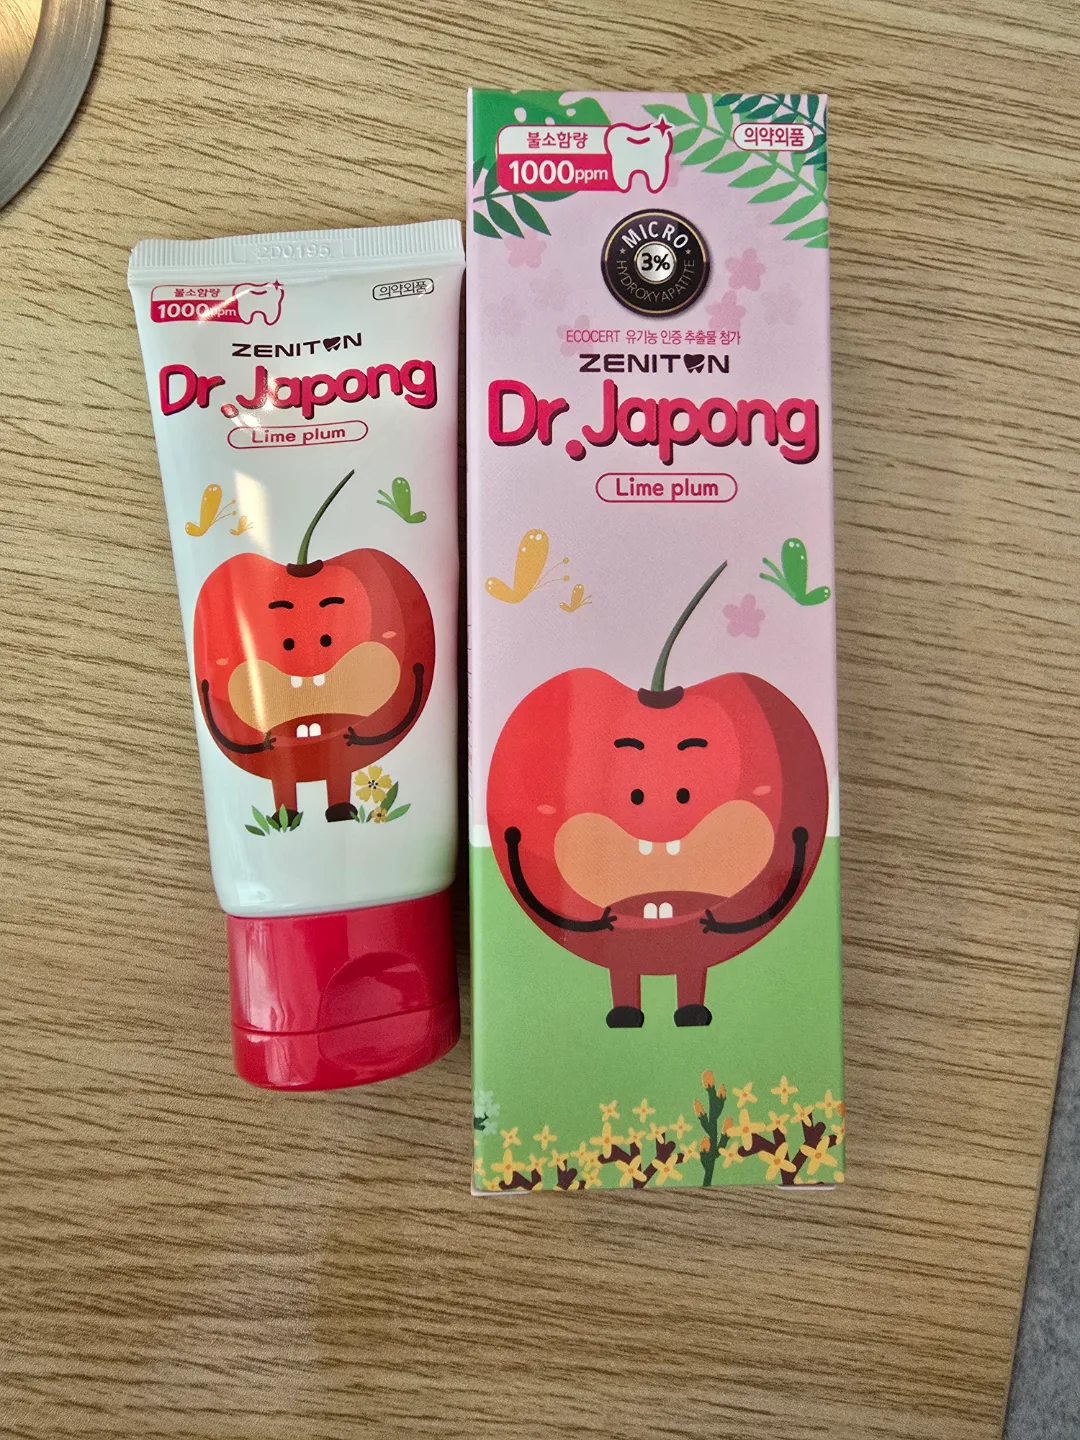 2D0195
불소함량
1000ppm
의약외품
ZENITON
Dr.Japong
Lime plum
불소함량
1000ppm
의약외품
MICRO
3%
HYDROXYAPATITE
ECOCERT 유기농 인증 추출물 첨가
ZENITON
Dr.Japong
Lime plum